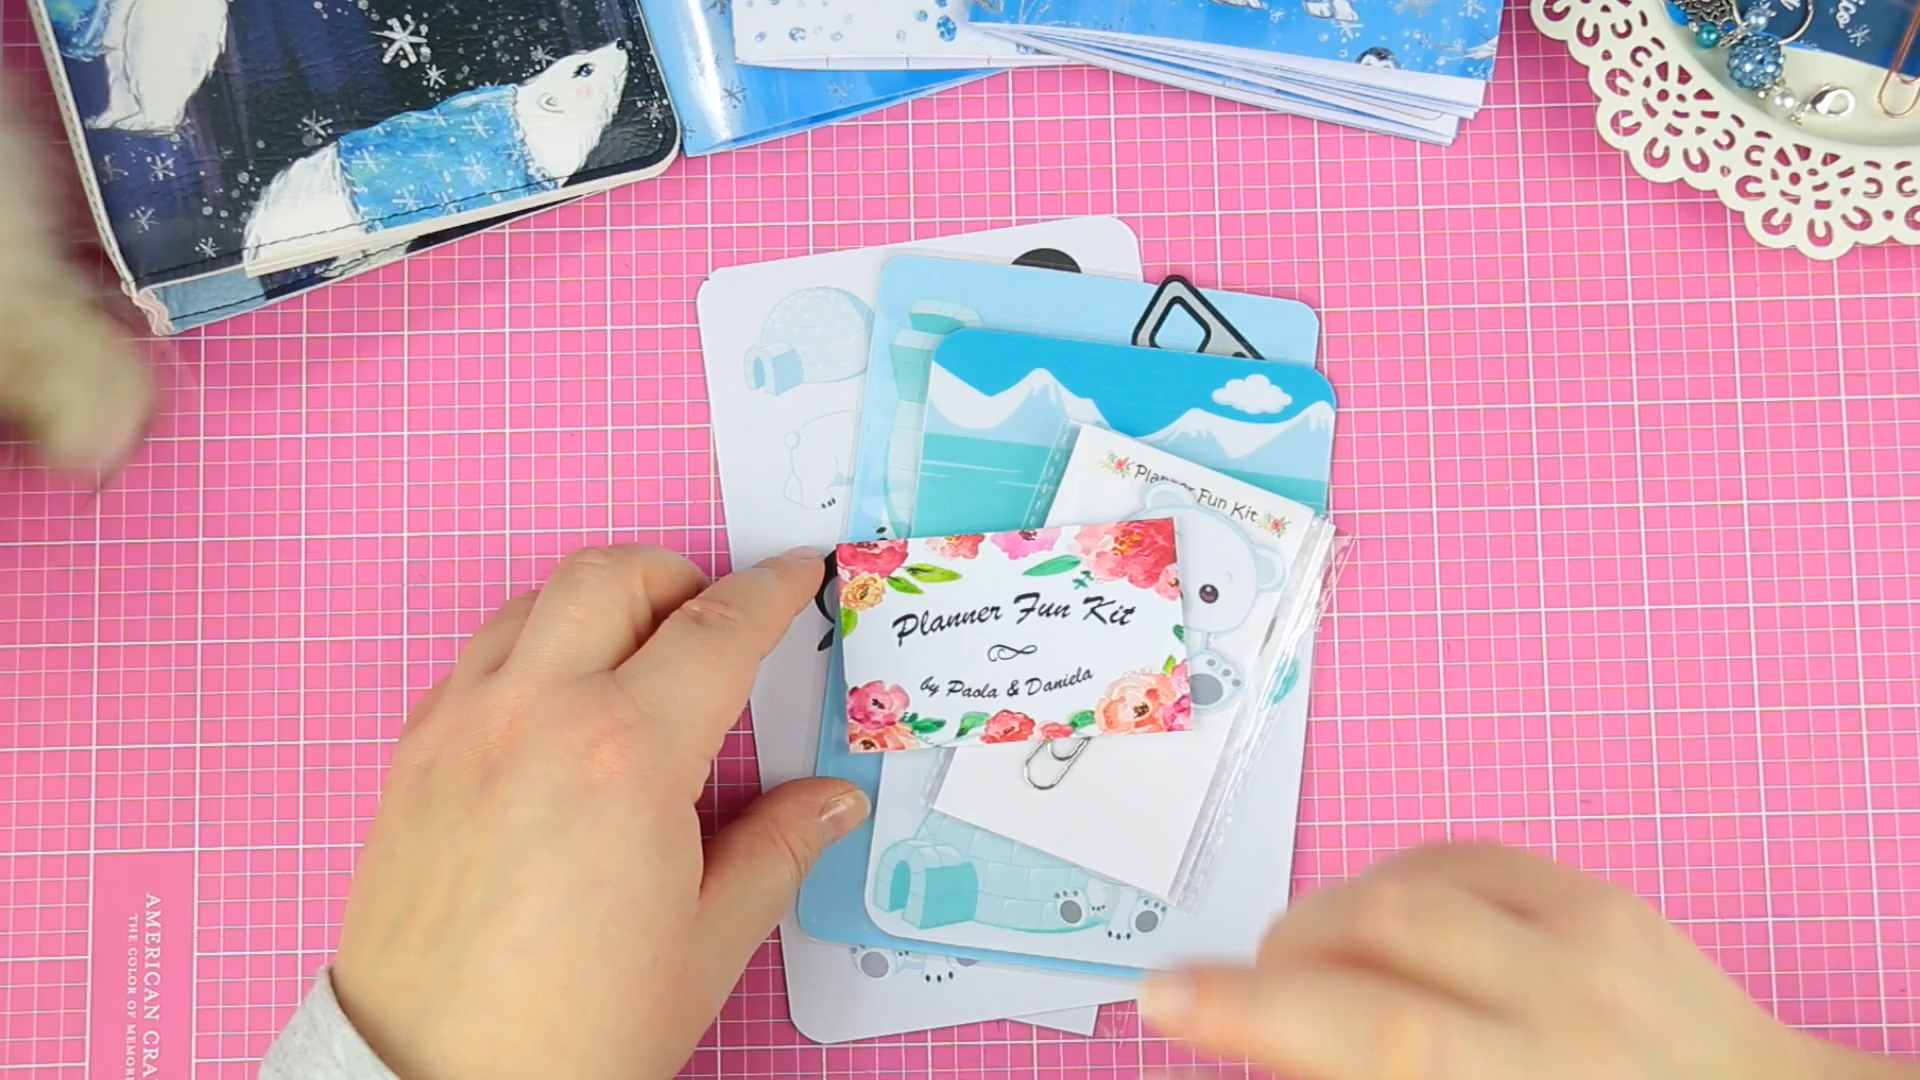 Planner Fun Kit
Planner Fun Kit
by Paola & Daniela
AMERICAN CRA
THE COLOR OF MEMOR